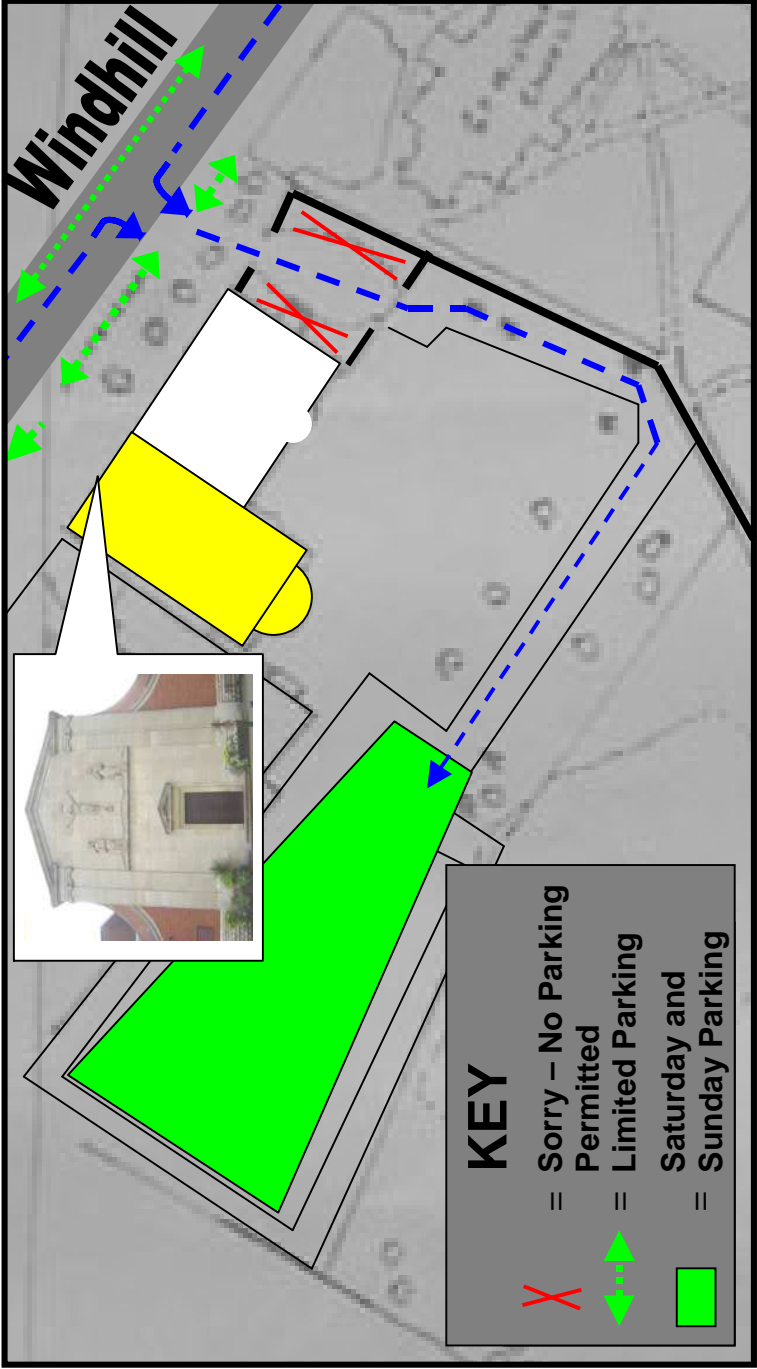 Windhill
KEY
= Sorry – No Parking
Permitted
= Limited Parking
Saturday and
= Sunday Parking